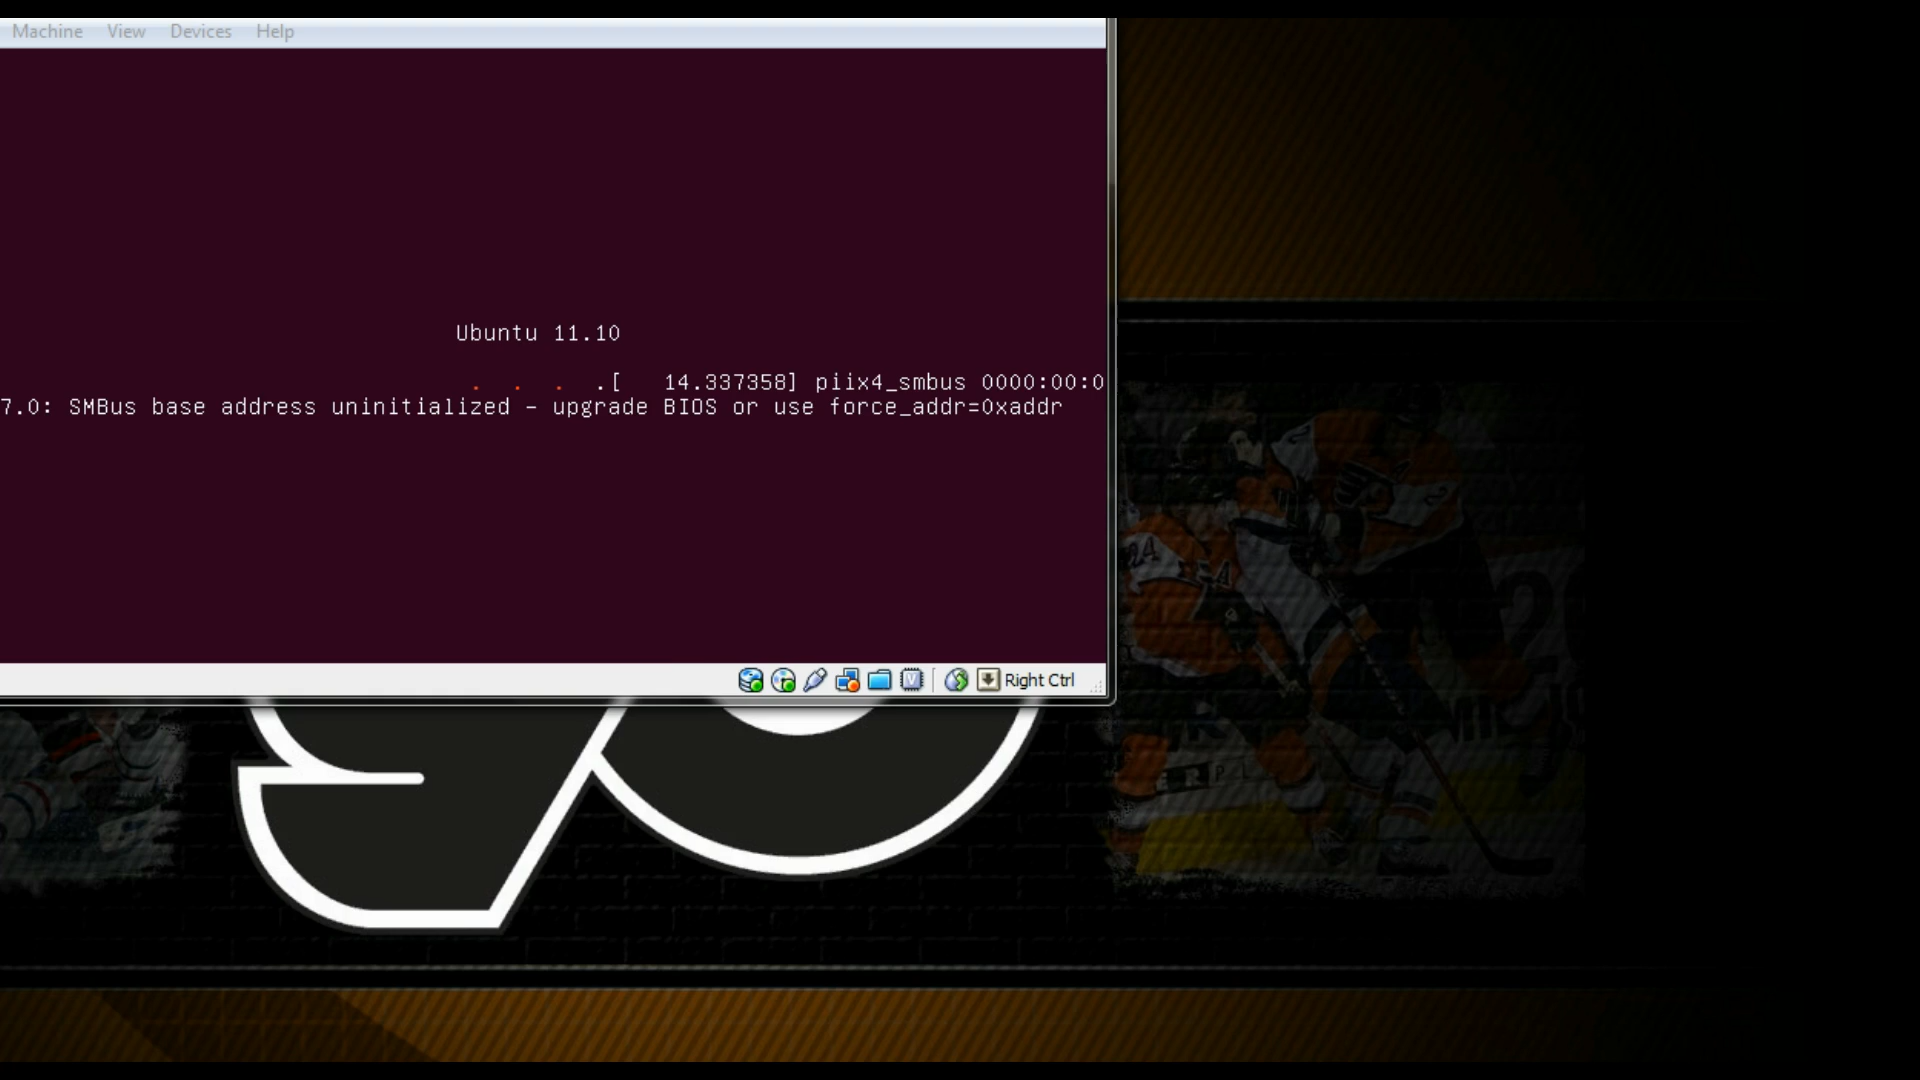 Machine View Devices Help
Ubuntu 11.10
. . . .[ 14.337358] piix4_smbus 0000:00:0
7.0: SMBus base address uninitialized - upgrade BIOS or use force_addr=0xaddr
Right Ctrl
24 A